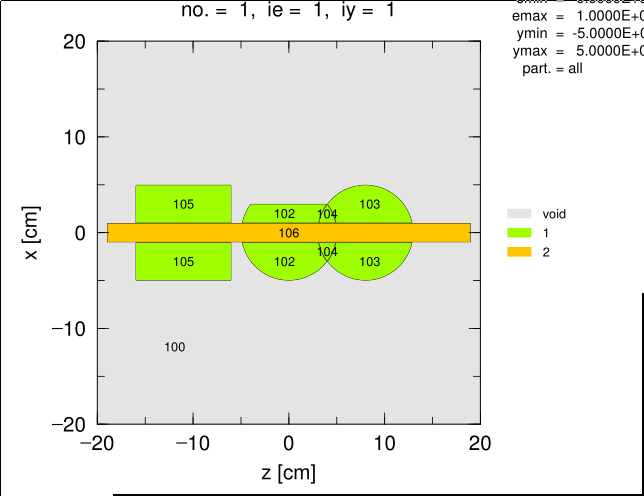 no. = 1, ie = 1, iy = 1
emax = 1.0000E+0
ymin = -5.0000E+0
ymax = 5.0000E+0
part. = all
20
10
0
−10
−20
x [cm]
105
102
104
103
106
105
102
104
103
100
void
1
2
−20
−10
0
10
20
z [cm]